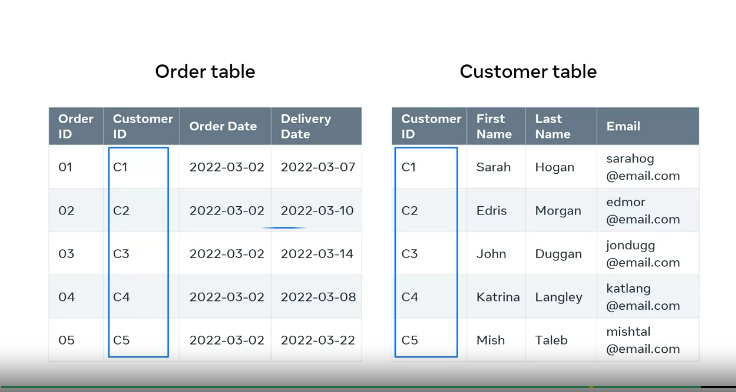 Order table
Order ID Customer ID Order Date Delivery Date
01 C1 2022-03-02 2022-03-07
02 C2 2022-03-02 2022-03-10
03 C3 2022-03-02 2022-03-14
04 C4 2022-03-02 2022-03-08
05 C5 2022-03-02 2022-03-22
Customer table
Customer ID First Name Last Name Email
C1 Sarah Hogan sarahog @email.com
C2 Edris Morgan edmor @email.com
C3 John Duggan jondugg @email.com
C4 Katrina Langley katlang @email.com
C5 Mish Taleb mishtal @email.com